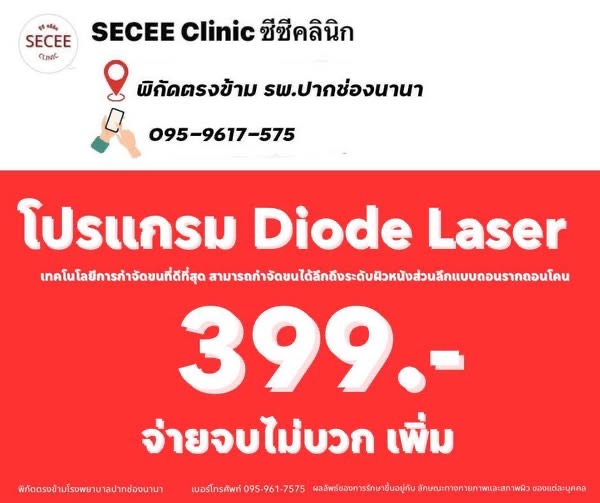 ซีซี คลินิก
SECEE
CLINIC
SECEE Clinic ซีซีคลินิก
พิกัดตรงข้าม รพ.ปากช่องนานา
095-9617-575
โปรแกรม Diode Laser
เทคโนโลยีการกำจัดขนที่ดีที่สุด สามารถกำจัดขนได้ลึกถึงระดับผิวหนังส่วนลึกแบบถอนรากถอนโคน
399.-
จ่ายจบไม่บวก เพิ่ม
พิกัดตรงข้ามโรงพยาบาลปากช่องนานา เบอร์โทรศัพท์ 095-961-7575 ผลลัพธ์ของการรักษาขึ้นอยู่กับ ลักษณะทางกายภาพและสภาพผิว ของแต่ละบุคคล